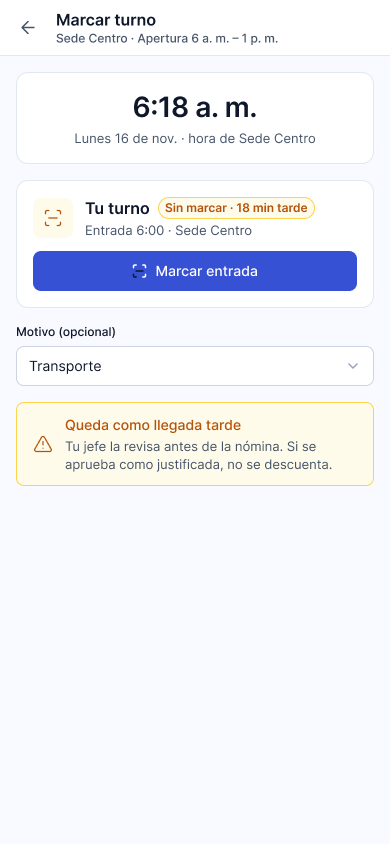 Marcar turno
Sede Centro · Apertura 6 a. m. – 1 p. m.
6:18 a. m.
Lunes 16 de nov. · hora de Sede Centro
Tu turno
Sin marcar · 18 min tarde
Entrada 6:00 · Sede Centro
Marcar entrada
Motivo (opcional)
Transporte
Queda como llegada tarde
Tu jefe la revisa antes de la nómina. Si se
aprueba como justificada, no se descuenta.